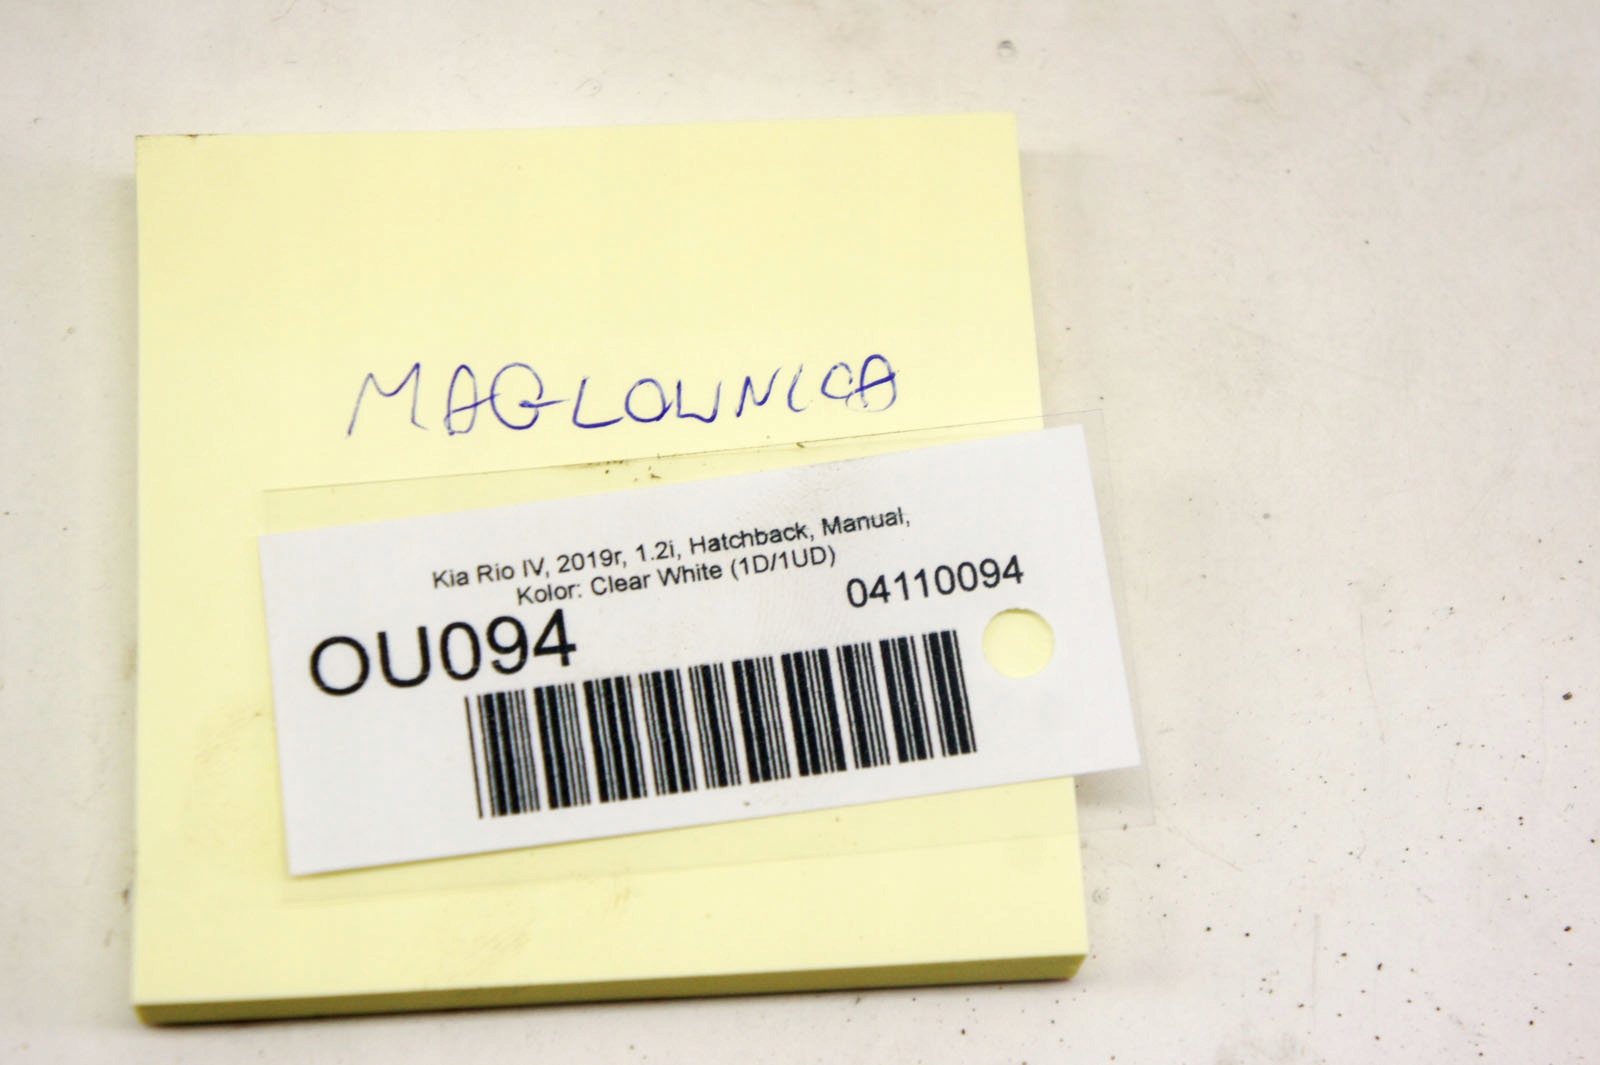 MAGLOWNICA
Kia Rio IV, 2019r, 1.2i, Hatchback, Manual,
Kolor: Clear White (1D/1UD)
04110094
OU094